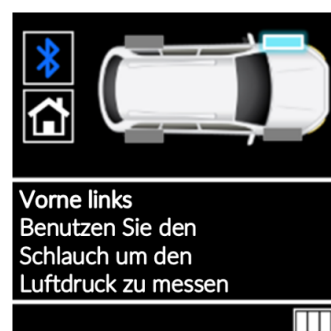 Vorne links
Benutzen Sie den
Schlauch um den
Luftdruck zu messen